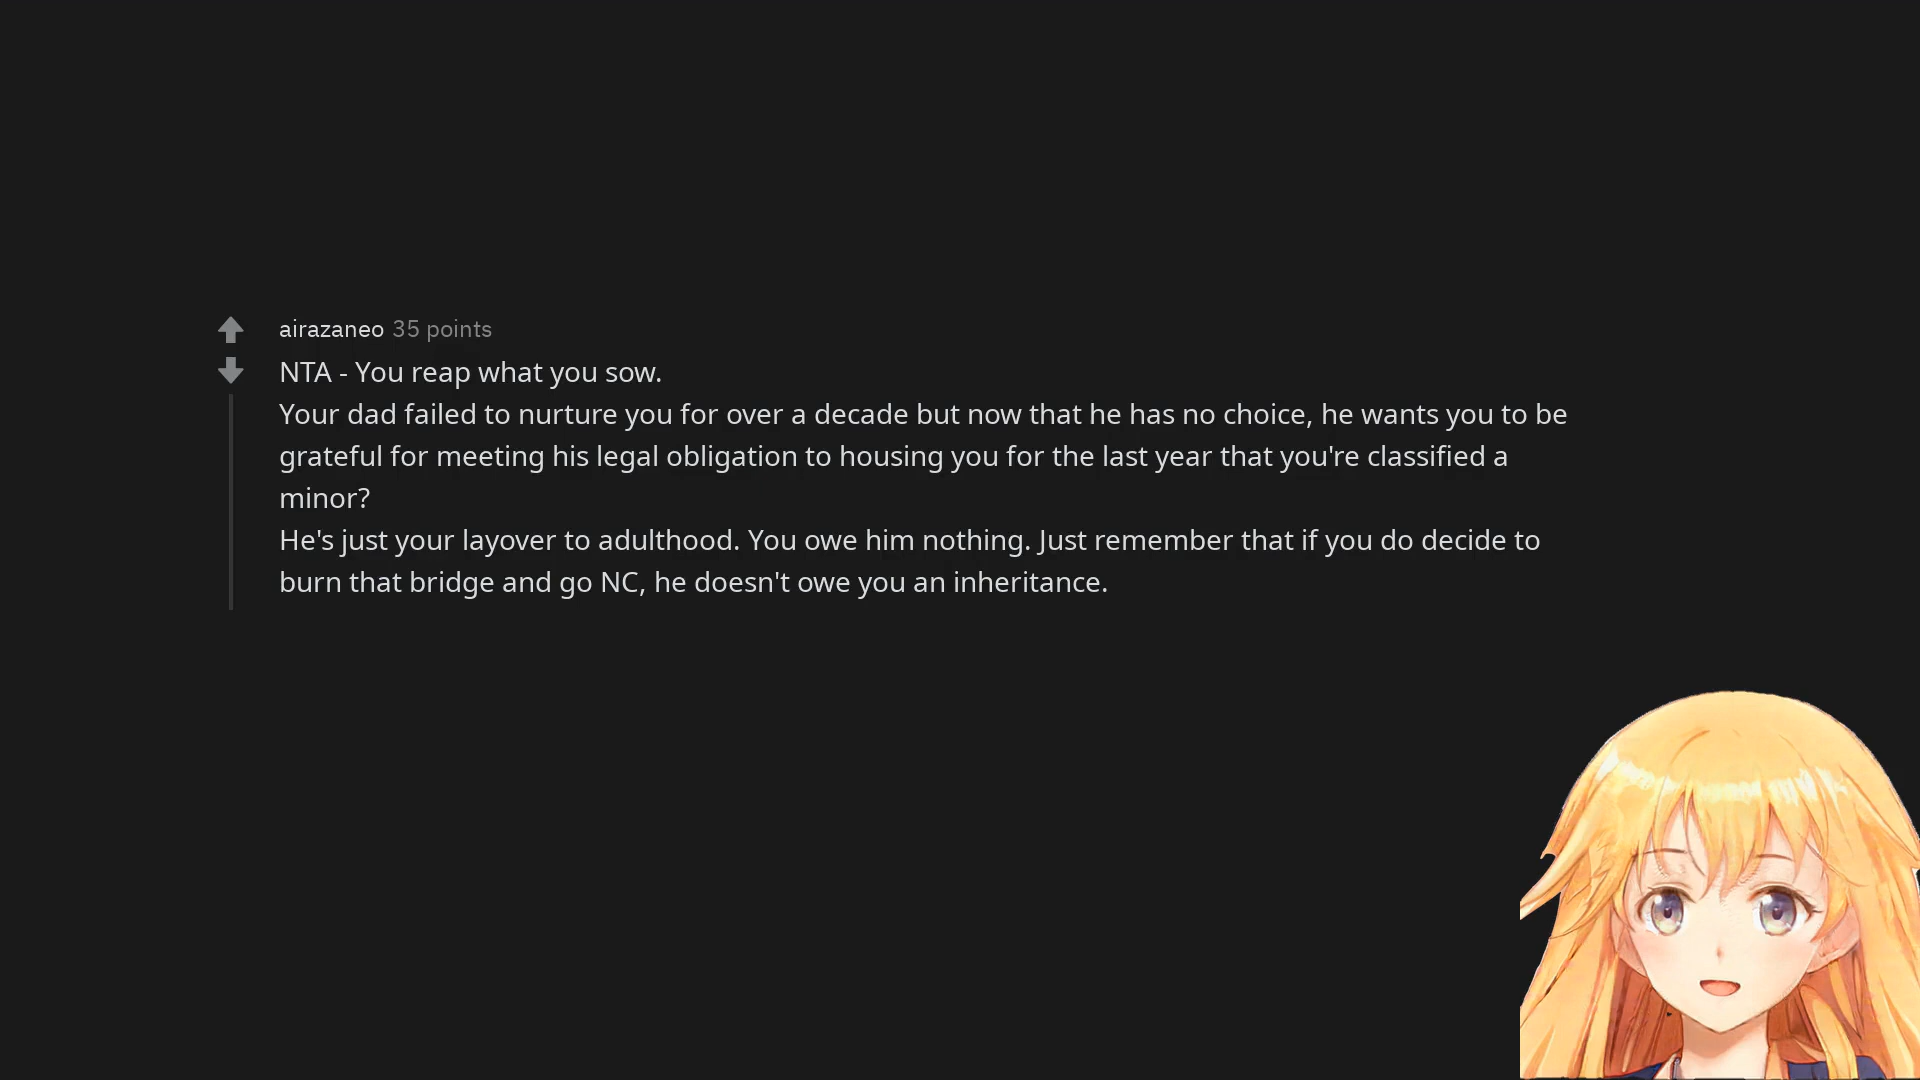 airazaneo 35 points
NTA - You reap what you sow.
Your dad failed to nurture you for over a decade but now that he has no choice, he wants you to be
grateful for meeting his legal obligation to housing you for the last year that you're classified a
minor?
He's just your layover to adulthood. You owe him nothing. Just remember that if you do decide to
burn that bridge and go NC, he doesn't owe you an inheritance.